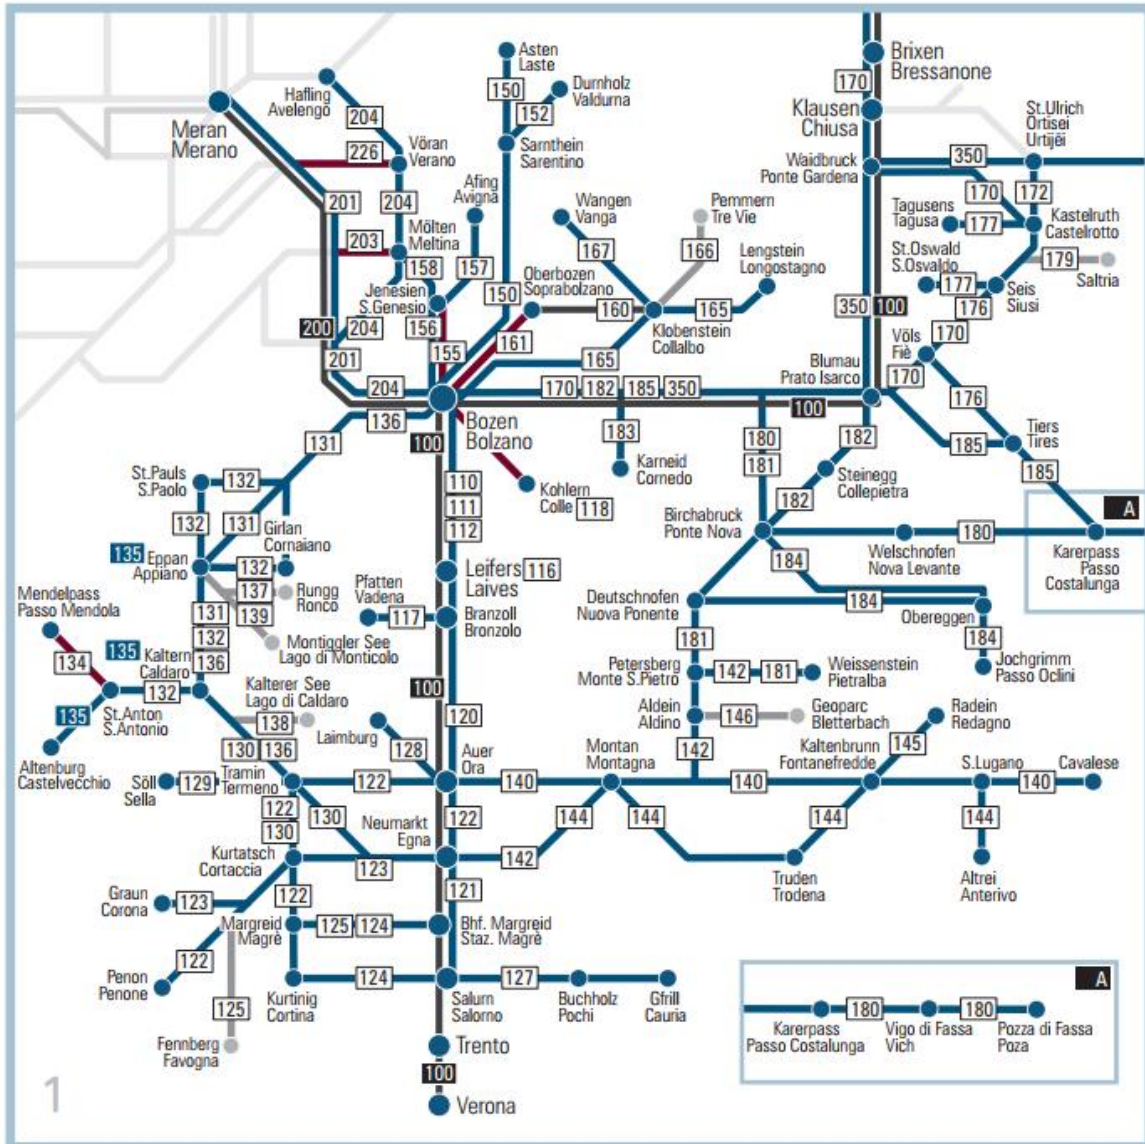 Asten
Laste
Brixen
Bressanone
150
Durnholz
Valdurna
170
Hafling
Avelengo
152
Klausen
Chiusa
204
St.Ulrich
Ortisei
Urtijëi
Meran
Merano
Vöran
Verano
Sarnthein
Sarentino
226
Waidbruck
Ponte Gardena
350
Afing
Avigna
170
172
201
204
Wangen
Vanga
Pemmern
Tre Vie
Tagusens
Tagusa
177
Kastelruth
Castelrotto
203
Mölten
Meltina
167
166
Lengstein
Longostagno
St.Oswald
S.Osvaldo
179
Saltria
158
157
Oberbozen
Soprabolzano
177
Seis
Siusi
Jenesien
S.Genesio
150
160
165
350
100
176
200
204
156
161
Klobenstein
Collalbo
Völs
Fiè
170
201
155
165
Blumau
Prato Isarco
170
204
170
182
185
350
176
136
100
Bozen
Bolzano
131
100
183
180
181
182
185
Tiers
Tires
St.Pauls
S.Paolo
132
110
111
112
Karneid
Cornedo
Steinegg
Collepietra
185
Kohlern
Colle
118
182
132
131
Girlan
Cornaiano
Birchabruck
Ponte Nova
180
A
135
Eppan
Appiano
132
Welschnofen
Nova Levante
Karerpass
Passo
Costalunga
Leifers
Laives
116
184
137
Rungg
Ronco
Pfatten
Vadena
Mendelpass
Passo Mendola
139
Deutschnofen
Nuova Ponente
184
Obereggen
131
132
136
117
Branzoll
Bronzolo
Montiggler See
Lago di Monticolo
181
184
135
Kaltern
Caldaro
134
Petersberg
Monte S.Pietro
142
181
Weissenstein
Pietralba
Jochgrimm
Passo Oclini
132
Kalterer See
Lago di Caldaro
100
135
St.Anton
S.Antonio
138
120
Aldein
Aldino
146
Geoparc
Bletterbach
Radein
Redagno
130
136
Laimburg
128
142
145
Altenburg
Castelvecchio
Auer
Ora
Montan
Montagna
Kaltenbrunn
Fontanefredde
Söll
Sella
129
Tramin
Termeno
122
140
140
S.Lugano
140
Cavalese
122
130
130
Neumarkt
Egna
122
144
144
144
144
Kurtatsch
Cortaccia
123
142
Truden
Trodena
Altrei
Anterivo
Graun
Corona
123
122
121
Margreid
Magrè
125
124
Bhf. Margreid
Staz. Magrè
122
A
Penon
Penone
124
127
Kurtinig
Cortina
Salurn
Salorno
Buchholz
Pochi
Gfrill
Cauria
125
180
180
Karerpass
Passo Costalunga
Vigo di Fassa
Vich
Pozza di Fassa
Poza
Fennberg
Favogna
Trento
100
1
Verona